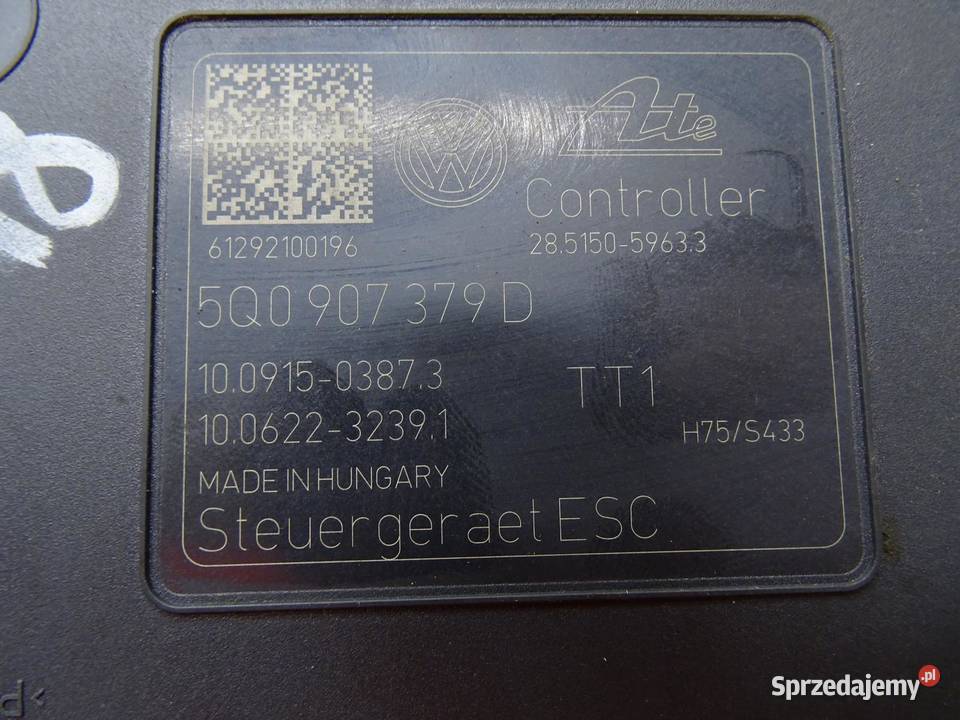 Ate
Controller
61292100196
28.5150-5963.3
5Q0 907 379 D
10.0915-0387.3
TT1
10.0622-3239.1
H75/S433
MADE IN HUNGARY
Steuergeraet ESC
Sprzedajemy.pl